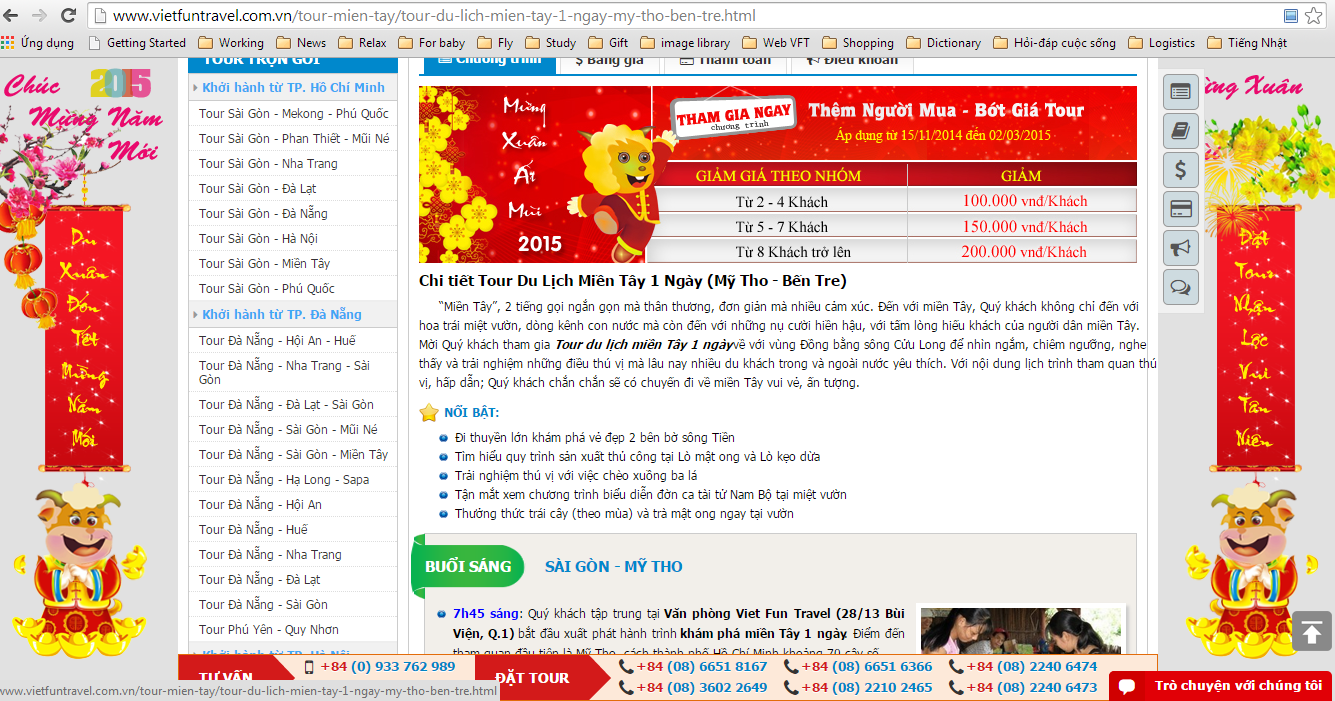 www.vietfuntravel.com.vn/tour-mien-tay/tour-du-lich-mien-tay-1-ngay-my-tho-ben-tre.html
Ứng dụng Getting Started Working News Relax For baby Fly Study Gift image library Web VFT Shopping Dictionary Hỏi-đáp cuộc sống Logistics Tiếng Nhật
Chúc 2015
Mừng Năm
Mới
Du
Xuân
Đón
Tết
Mừng
Năm
Mới
TOUR TRỌN GÓI
Khởi hành từ TP. Hồ Chí Minh
Tour Sài Gòn - Mekong - Phú Quốc
Tour Sài Gòn - Phan Thiết - Mũi Né
Tour Sài Gòn - Nha Trang
Tour Sài Gòn - Đà Lạt
Tour Sài Gòn - Đà Nẵng
Tour Sài Gòn - Hà Nội
Tour Sài Gòn - Miền Tây
Tour Sài Gòn - Phú Quốc
Khởi hành từ TP. Đà Nẵng
Tour Đà Nẵng - Hội An - Huế
Tour Đà Nẵng - Nha Trang - Sài
Gòn
Tour Đà Nẵng - Đà Lạt - Sài Gòn
Tour Đà Nẵng - Sài Gòn - Mũi Né
Tour Đà Nẵng - Sài Gòn - Miền Tây
Tour Đà Nẵng - Hạ Long - Sapa
Tour Đà Nẵng - Hội An
Tour Đà Nẵng - Huế
Tour Đà Nẵng - Nha Trang
Tour Đà Nẵng - Đà Lạt
Tour Đà Nẵng - Sài Gòn
Tour Phú Yên - Quy Nhơn
Khởi hành từ TP. Hà Nội
Chương trình $ Bảng giá Thanh toán Điều khoản
Mừng
Xuân
Ất
Mùi
2015
THAM GIA NGAY
chương trình
Thêm Người Mua - Bớt Giá Tour
Áp dụng từ 15/11/2014 đến 02/03/2015
GIẢM GIÁ THEO NHÓM GIẢM
Từ 2 - 4 Khách 100.000 vnđ/Khách
Từ 5 - 7 Khách 150.000 vnđ/Khách
Từ 8 Khách trở lên 200.000 vnđ/Khách
Chi tiết Tour Du Lịch Miền Tây 1 Ngày (Mỹ Tho - Bến Tre)
“Miền Tây”, 2 tiếng gọi ngắn gọn mà thân thương, đơn giản mà nhiều cảm xúc. Đến với miền Tây, Quý khách không chỉ đến với
hoa trái miệt vườn, dòng kênh con nước mà còn đến với những nụ cười hiền hậu, với tấm lòng hiếu khách của người dân miền Tây.
Mời Quý khách tham gia Tour du lịch miền Tây 1 ngàyvề với vùng Đồng bằng sông Cửu Long để nhìn ngắm, chiêm ngưỡng, nghe
thấy và trải nghiệm những điều thú vị mà lâu nay nhiều du khách trong và ngoài nước yêu thích. Với nội dung lịch trình tham quan thú
vị, hấp dẫn; Quý khách chắn chắn sẽ có chuyến đi về miền Tây vui vẻ, ấn tượng.
NỔI BẬT:
Đi thuyền lớn khám phá vẻ đẹp 2 bên bờ sông Tiền
Tìm hiểu quy trình sản xuất thủ công tại Lò mật ong và Lò kẹo dừa
Trải nghiệm thú vị với việc chèo xuồng ba lá
Tận mắt xem chương trình biểu diễn đờn ca tài tử Nam Bộ tại miệt vườn
Thưởng thức trái cây (theo mùa) và trà mật ong ngay tại vườn
BUỔI SÁNG SÀI GÒN - MỸ THO
7h45 sáng: Quý khách tập trung tại Văn phòng Viet Fun Travel (28/13 Bùi
Viện, Q.1) bắt đầu xuất phát hành trình khám phá miền Tây 1 ngày. Điểm đến
tham quan đầu tiên là Mỹ Tho, cách thành phố Hồ Chí Minh khoảng 70 cây số.
ừng Xuân
Đất
Tour
Nhận
Lộc
Vui
Tân
Niên
TƯ VẤN +84 (0) 933 762 989
ĐẶT TOUR
+84 (08) 6651 8167 +84 (08) 6651 6366 +84 (08) 2240 6474
+84 (08) 3602 2649 +84 (08) 2210 2465 +84 (08) 2240 6473
Trò chuyện với chúng tôi
www.vietfuntravel.com.vn/tour-mien-tay/tour-du-lich-mien-tay-1-ngay-my-tho-ben-tre.html